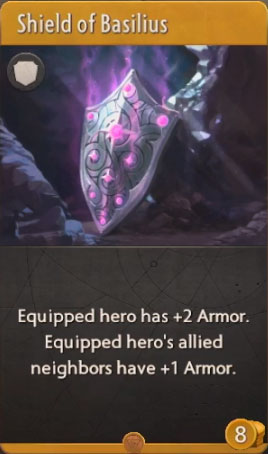 Shield of Basilius
Equipped hero has +2 Armor.
Equipped hero's allied
neighbors have +1 Armor.
8